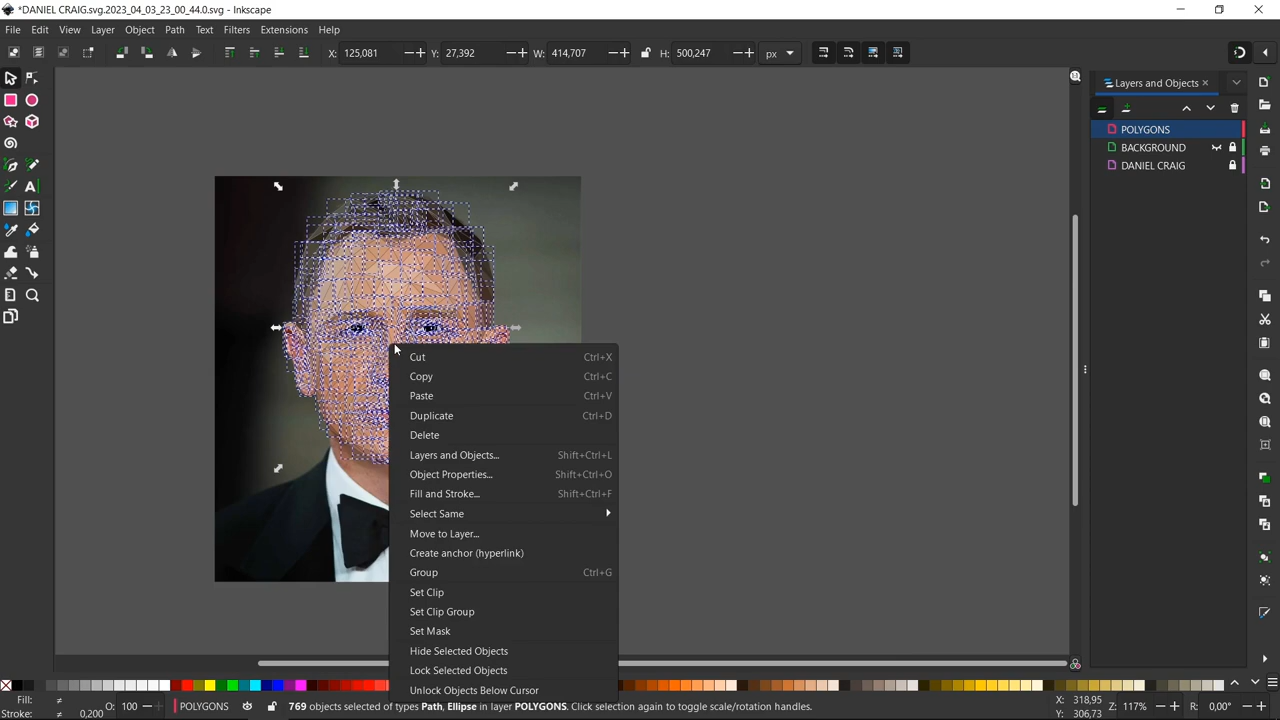 *DANIEL CRAIG.svg.2023_04_03_23_00_44.0.svg - Inkscape
File Edit View Layer Object Path Text Filters Extensions Help
X: 125,081 Y: 27,392 W: 414,707 H: 500,247 px
Layers and Objects
POLYGONS
BACKGROUND
DANIEL CRAIG
Cut Ctrl+X
Copy Ctrl+C
Paste Ctrl+V
Duplicate Ctrl+D
Delete
Layers and Objects... Shift+Ctrl+L
Object Properties... Shift+Ctrl+O
Fill and Stroke... Shift+Ctrl+F
Select Same
Move to Layer...
Create anchor (hyperlink)
Group Ctrl+G
Set Clip
Set Clip Group
Set Mask
Hide Selected Objects
Lock Selected Objects
Unlock Objects Below Cursor
Fill: ≠
Stroke: ≠ 0,200 O: 100 POLYGONS 769 objects selected of types Path, Ellipse in layer POLYGONS. Click selection again to toggle scale/rotation handles. X: 318,95 Z: 117% R: 0,00°
Y: 306,73